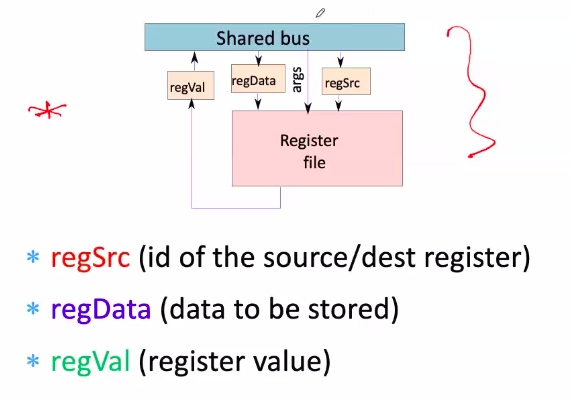 Shared bus
regVal
regData
args
regSrc
Register
file
* regSrc (id of the source/dest register)
* regData (data to be stored)
* regVal (register value)